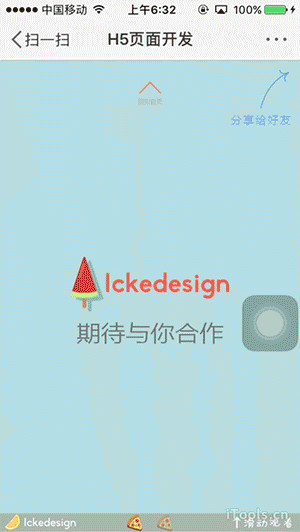 中国移动
上午6:32
100%
扫一扫
H5页面开发
分享给好友
Ickedesign
期待与你合作
iTools.cn
Ickedesign
滑动观看